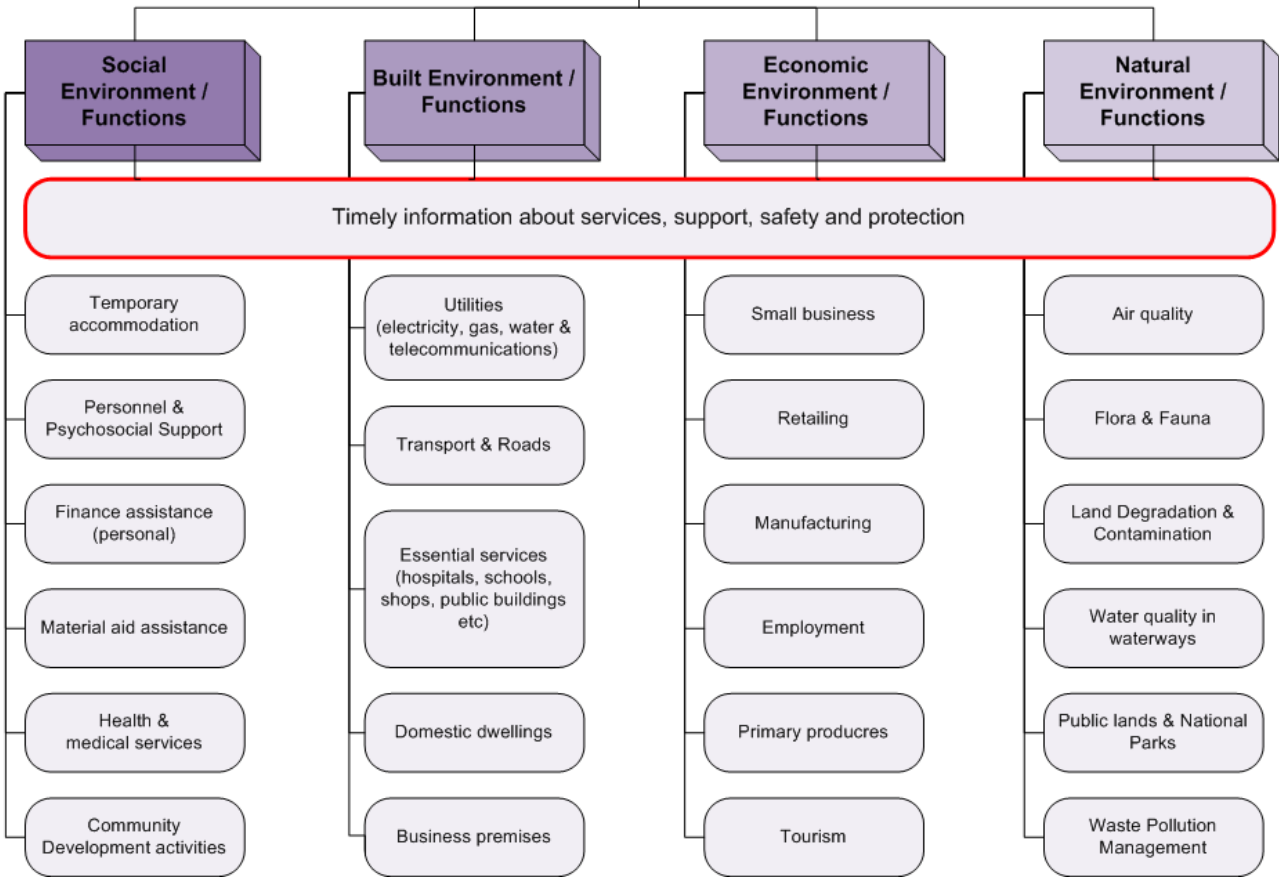 Social
Environment /
Functions
Built Environment /
Functions
Economic
Environment /
Functions
Natural
Environment /
Functions
Timely information about services, support, safety and protection
Temporary
accommodation
Personnel &
Psychosocial Support
Finance assistance
(personal)
Material aid assistance
Health &
medical services
Community
Development activities
Utilities
(electricity, gas, water &
telecommunications)
Transport & Roads
Essential services
(hospitals, schools,
shops, public buildings
etc)
Domestic dwellings
Business premises
Small business
Retailing
Manufacturing
Employment
Primary producres
Tourism
Air quality
Flora & Fauna
Land Degradation &
Contamination
Water quality in
waterways
Public lands & National
Parks
Waste Pollution
Management